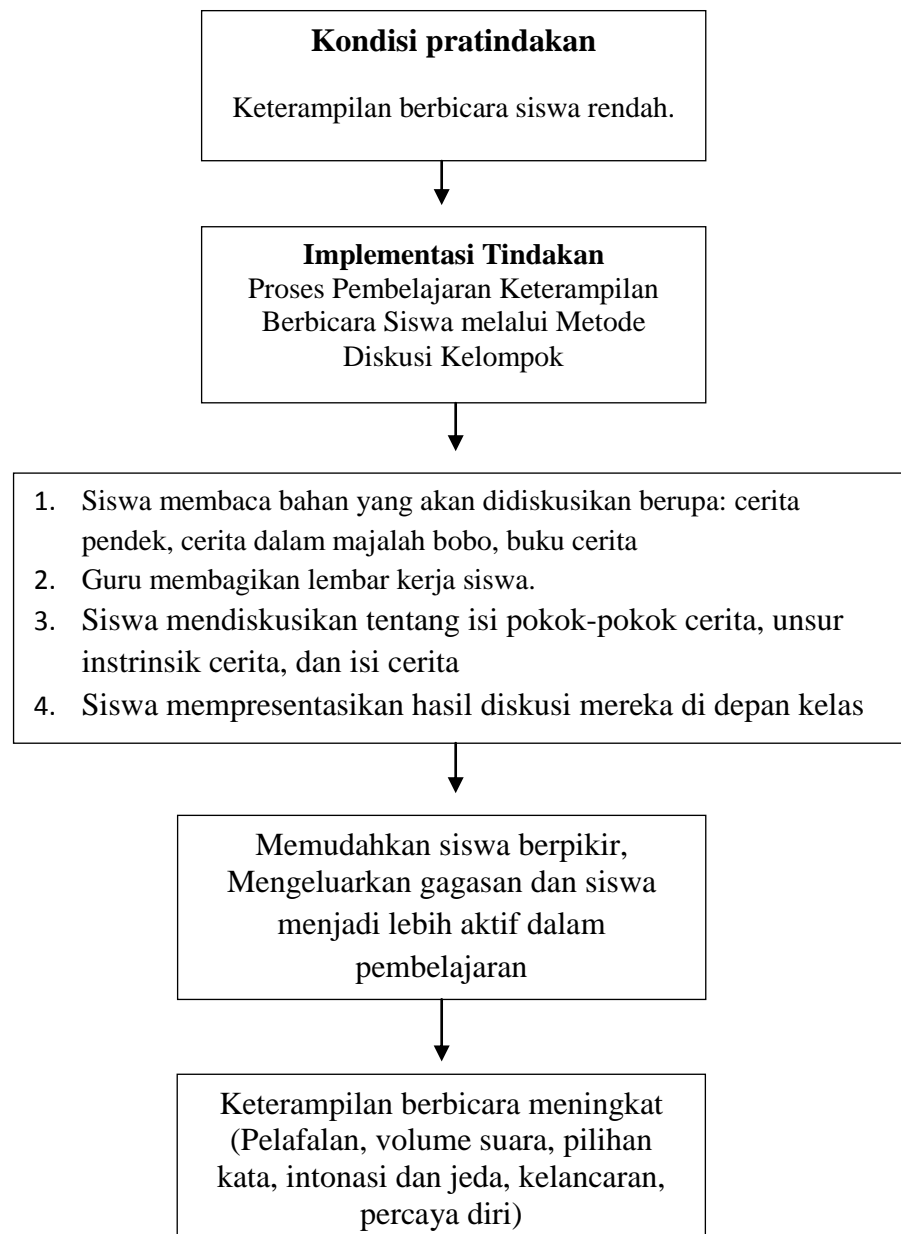 Kondisi pratindakan
Keterampilan berbicara siswa rendah.
Implementasi Tindakan
Proses Pembelajaran Keterampilan
Berbicara Siswa melalui Metode
Diskusi Kelompok
1. Siswa membaca bahan yang akan didiskusikan berupa: cerita
pendek, cerita dalam majalah bobo, buku cerita
2. Guru membagikan lembar kerja siswa.
3. Siswa mendiskusikan tentang isi pokok-pokok cerita, unsur
instrinsik cerita, dan isi cerita
4. Siswa mempresentasikan hasil diskusi mereka di depan kelas
Memudahkan siswa berpikir,
Mengeluarkan gagasan dan siswa
menjadi lebih aktif dalam
pembelajaran
Keterampilan berbicara meningkat
(Pelafalan, volume suara, pilihan
kata, intonasi dan jeda, kelancaran,
percaya diri)